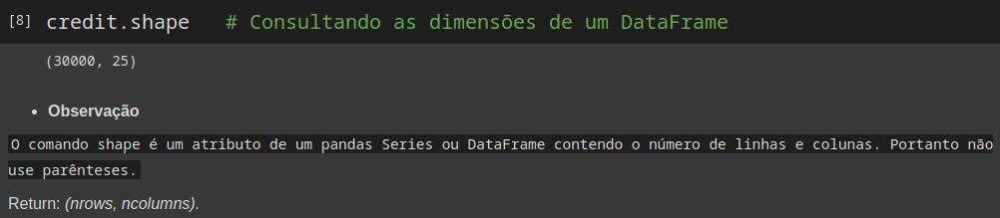 [8] credit.shape # Consultando as dimensões de um DataFrame
(30000, 25)
• Observação
O comando shape é um atributo de um pandas Series ou DataFrame contendo o número de linhas e colunas. Portanto não
use parênteses.
Return: (nrows, ncolumns).